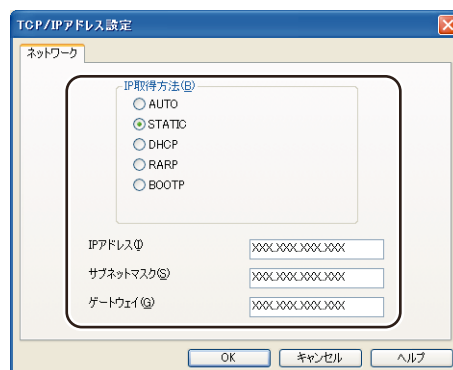 TCP/IPアドレス設定
ネットワーク
IP取得方法(B)
AUTO
STATIC
DHCP
RARP
BOOTP
IPアドレス(I) XXX.XXX.XXX.XXX
サブネットマスク(S) XXX.XXX.XXX.XXX
ゲートウェイ(G) XXX.XXX.XXX.XXX
OK キャンセル ヘルプ